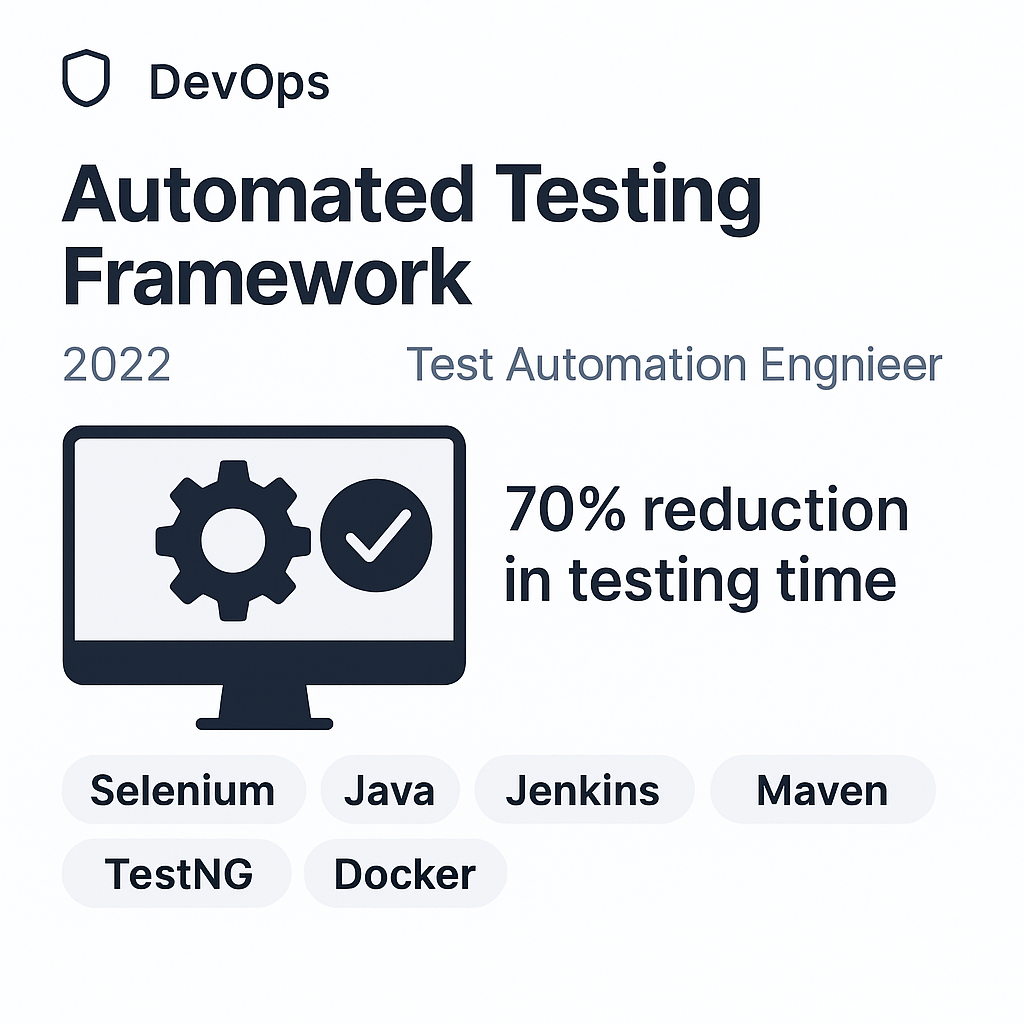 DevOps
Automated Testing
Framework
2022 Test Automation Engnieer
70% reduction
in testing time
Selenium Java Jenkins Maven
TestNG Docker